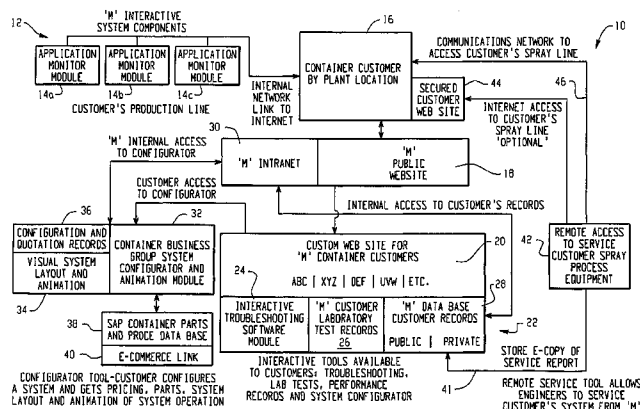 'M' INTERACTIVE
SYSTEM COMPONENTS
12
10
16
APPLICATION
MONITOR
MODULE
APPLICATION
MONITOR
MODULE
APPLICATION
MONITOR
MODULE
14a
14b
14c
CUSTOMER'S PRODUCTION LINE
CONTAINER CUSTOMER
BY PLANT LOCATION
COMMUNICATIONS NETWORK TO
ACCESS CUSTOMER'S SPRAY LINE
44
46
SECURED
CUSTOMER
WEB SITE
INTERNAL
NETWORK
LINK TO
INTERNET
INTERNET ACCESS
TO CUSTOMER'S
SPRAY LINE
'OPTIONAL'
30
'M' INTERNAL ACCESS
TO CONFIGURATOR
'M' INTRANET
'M'
PUBLIC
WEBSITE
18
CUSTOMER ACCESS
TO CONFIGURATOR
INTERNAL ACCESS TO CUSTOMER'S RECORDS
36
32
CONFIGURATION AND
QUOTATION RECORDS
VISUAL SYSTEM
LAYOUT AND
ANIMATION
34
CONTAINER BUSINESS
GROUP SYSTEM
CONFIGURATOR
AND
ANIMATION MODULE
CUSTOM WEB SITE FOR
'M' CONTAINER CUSTOMERS
20
ABC | XYZ | DEF | UVW | ETC.
24
28
INTERACTIVE
TROUBLESHOOTING
SOFTWARE
MODULE
'M' CUSTOMER
LABORATORY
TEST RECORDS
26
'M' DATA BASE
CUSTOMER RECORDS
PUBLIC | PRIVATE
22
42
REMOTE ACCESS
TO SERVICE
CUSTOMER SPRAY
PROCESS
EQUIPMENT
38
SAP CONTAINER PARTS
AND PROCE DATA BASE
40
E-COMMERCE LINK
STORE E-COPY OF
SERVICE REPORT
41
CONFIGURATOR TOOL-CUSTOMER CONFIGURES
A SYSTEM AND GETS PRICING, PARTS, SYSTEM
LAYOUT AND ANIMATION OF SYSTEM OPERATION
INTERACTIVE TOOLS AVAILABLE
TO CUSTOMERS: TROUBLESHOOTING,
LAB TESTS, PERFORMANCE
RECORDS AND SYSTEM CONFIGURATOR
REMOTE SERVICE TOOL ALLOWS
ENGINEERS TO SERVICE
CUSTOMER'S SYSTEM FROM 'M'